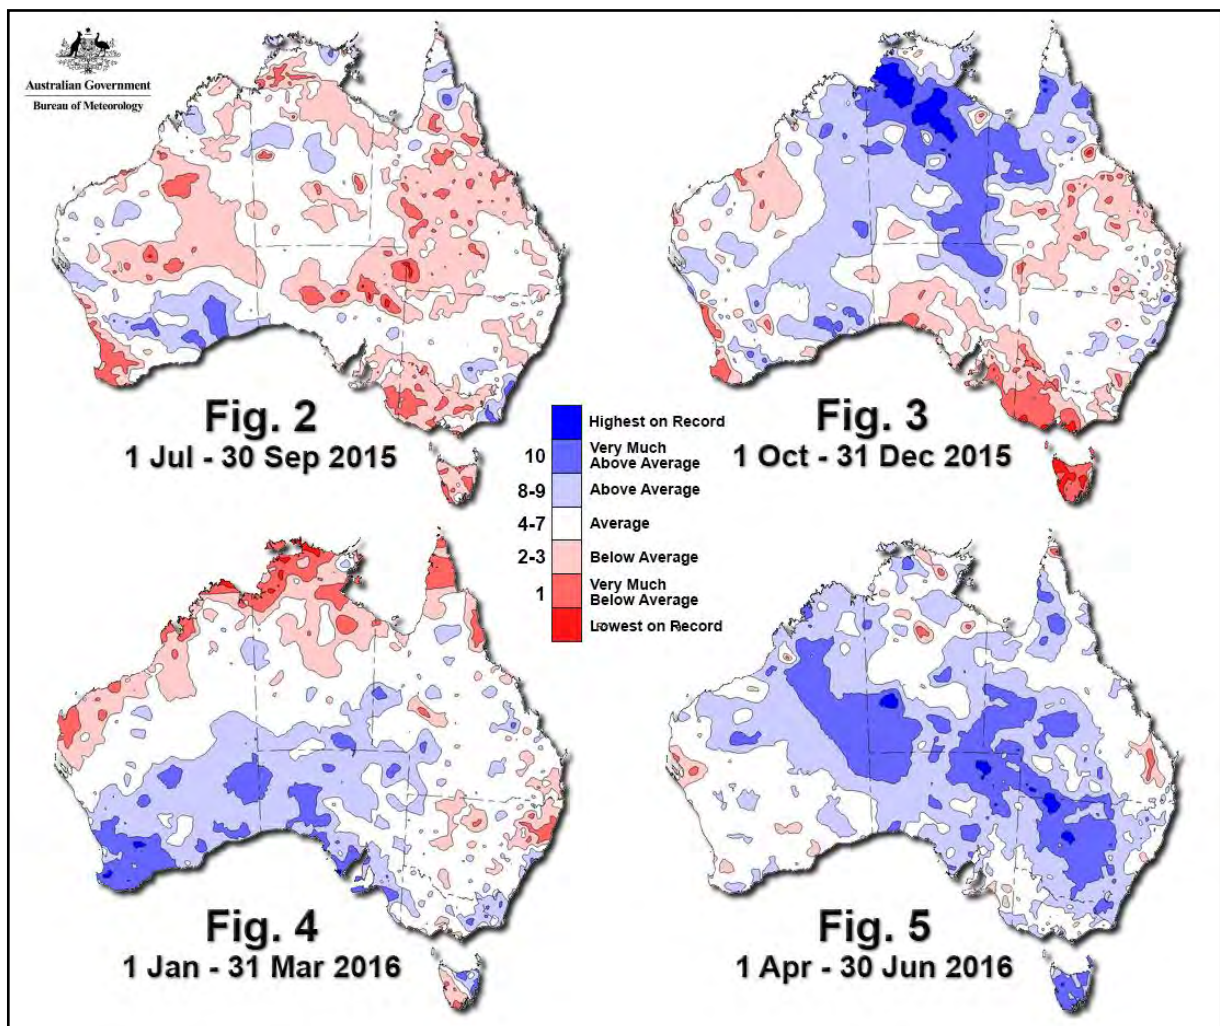 Australian Government
Bureau of Meteorology
Fig. 2
1 Jul - 30 Sep 2015
Fig. 3
1 Oct - 31 Dec 2015
Highest on Record
10 Very Much
Above Average
8-9 Above Average
4-7 Average
2-3 Below Average
1 Very Much
Below Average
Lowest on Record
Fig. 4
1 Jan - 31 Mar 2016
Fig. 5
1 Apr - 30 Jun 2016